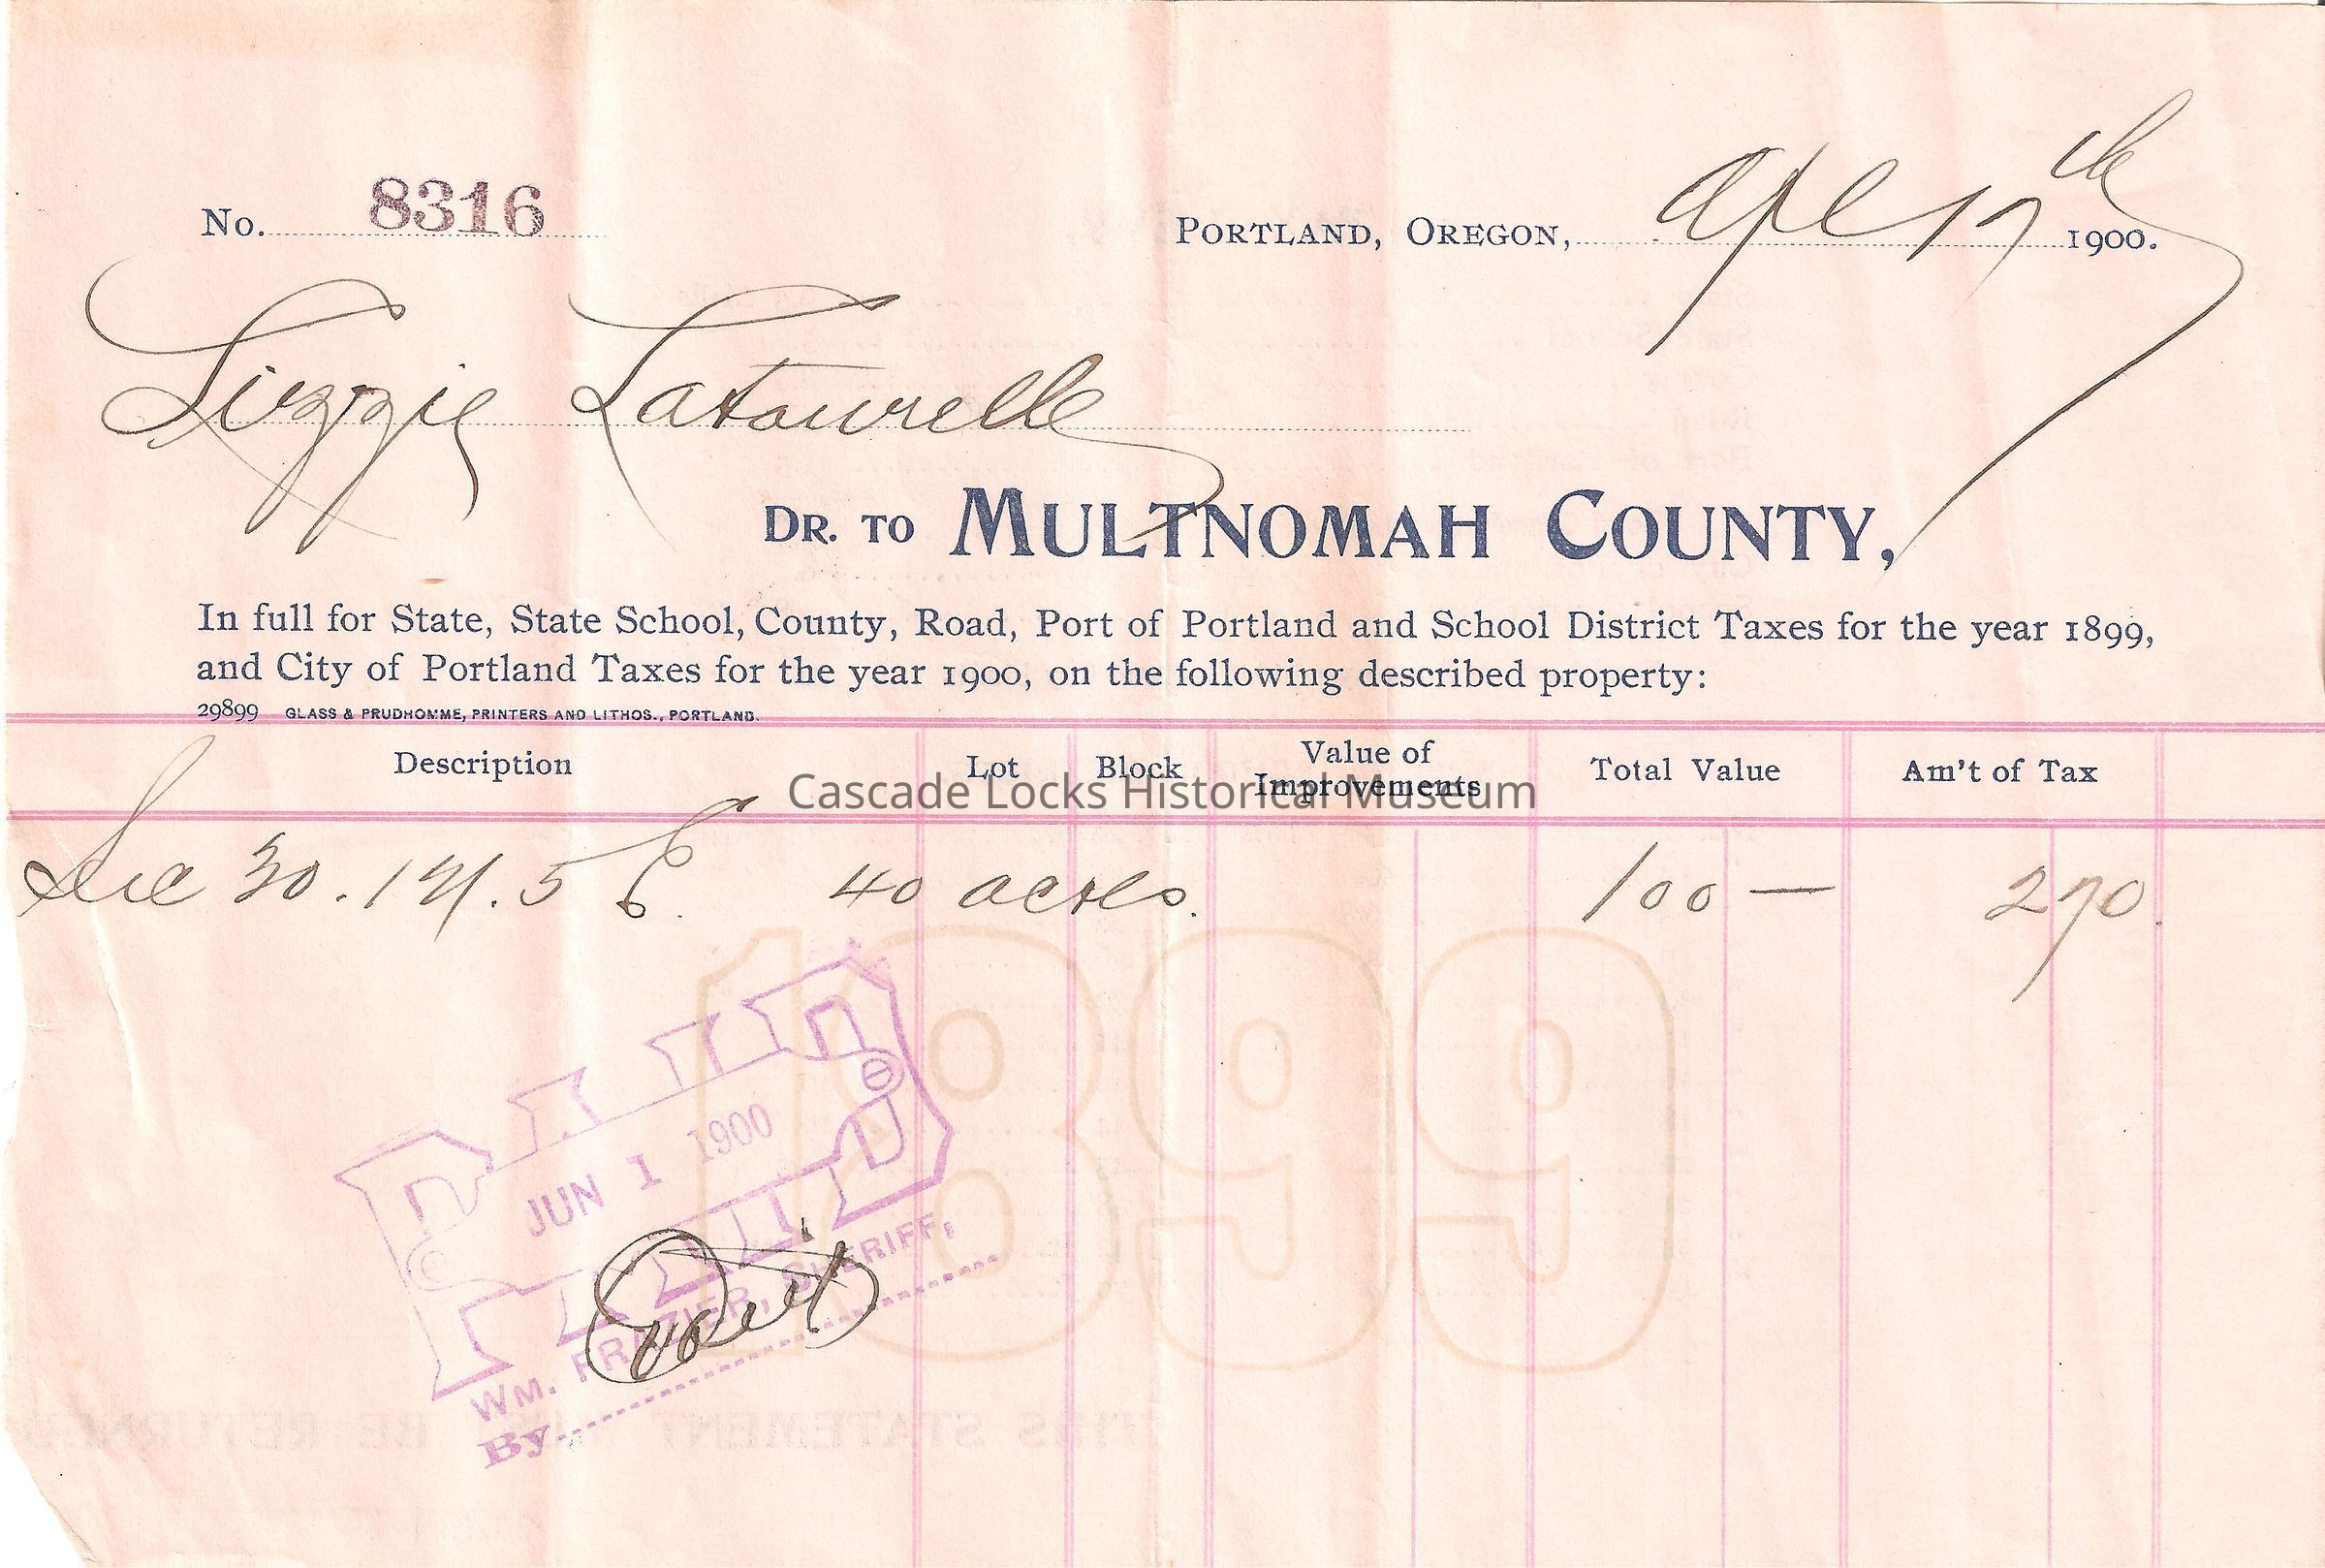 No. 8316
PORTLAND, OREGON, Apl 17th 1900.
Lizzie Latourelle
DR. TO MULTNOMAH COUNTY,
In full for State, State School, County, Road, Port of Portland and School District Taxes for the year 1899,
and City of Portland Taxes for the year 1900, on the following described property:
29899 GLASS & PRUDHOMME, PRINTERS AND LITHOS., PORTLAND.
Description Lot Block Value of Improvements Total Value Am't of Tax
Cascade Locks Historical Museum
Sec 30. 1N. 5 E. 40 acres. 100 — 2 70.
1899
PAID
JUN 1 1900
WM. FRAZIER, SHERIFF,
By
THIS STATEMENT BE RETURNED